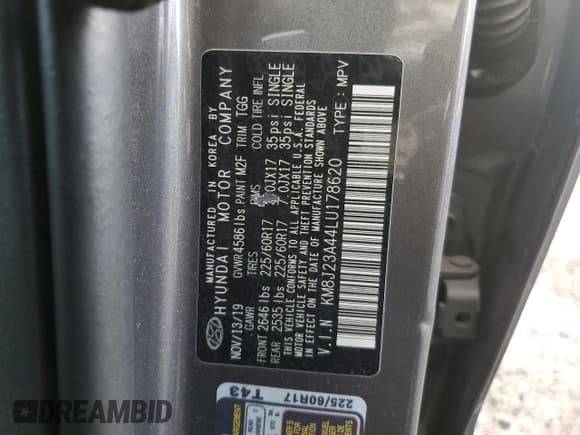 MANUFACTURED IN KOREA BY
HYUNDAI MOTOR COMPANY
GVWR 4586 lbs PAINT M2F TRIM TGG
NOV/13/19
GAWR TIRES RIMS COLD TIRE INFL
FRONT 2646 lbs 225/60R17 7.0JX17 35psi SINGLE
REAR 2535 lbs 225/60R17 7.0JX17 35psi SINGLE
THIS VEHICLE CONFORMS TO ALL APPLICABLE U.S.A. FEDERAL
MOTOR VEHICLE SAFETY AND THEFT PREVENTION STANDARDS
IN EFFECT ON THE DATE OF MANUFACTURE SHOWN ABOVE
V.I.N KM8J23A44LU178620 TYPE: MPV
225/60R17
T43
DREAMBID